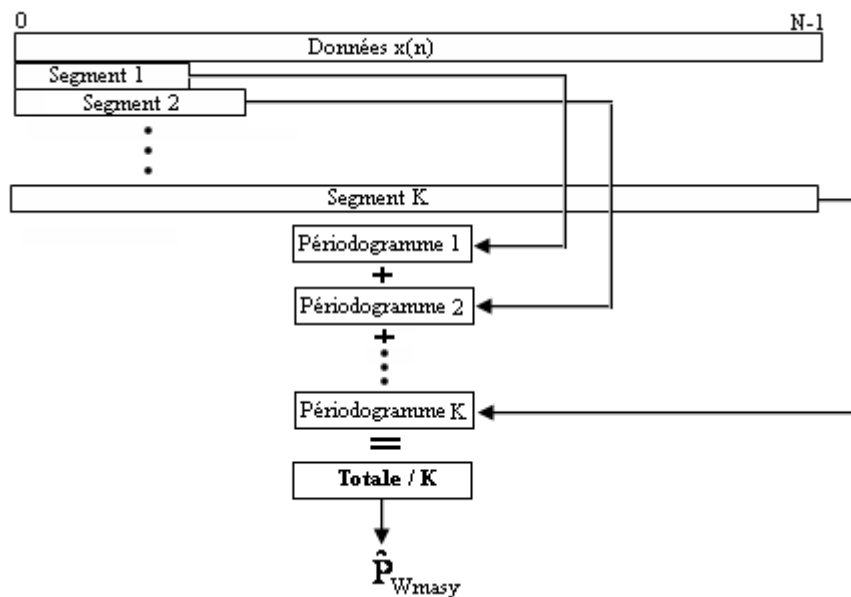 0 N-1
Données x(n)
Segment 1
Segment 2
Segment K
Périodogramme 1
+
Périodogramme 2
+
Périodogramme K
=
Totale / K
P̂Wmasy